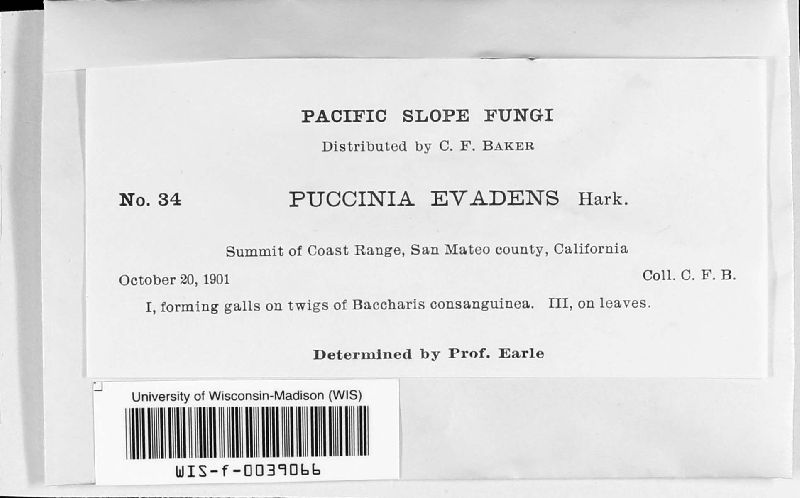 PACIFIC SLOPE FUNGI
Distributed by C. F. BAKER
No. 34 PUCCINIA EVADENS Hark.
Summit of Coast Range, San Mateo county, California
October 20, 1901 Coll. C. F. B.
I, forming galls on twigs of Baccharis consanguinea. III, on leaves.
Determined by Prof. Earle
University of Wisconsin-Madison (WIS)
WIS-f-0039066